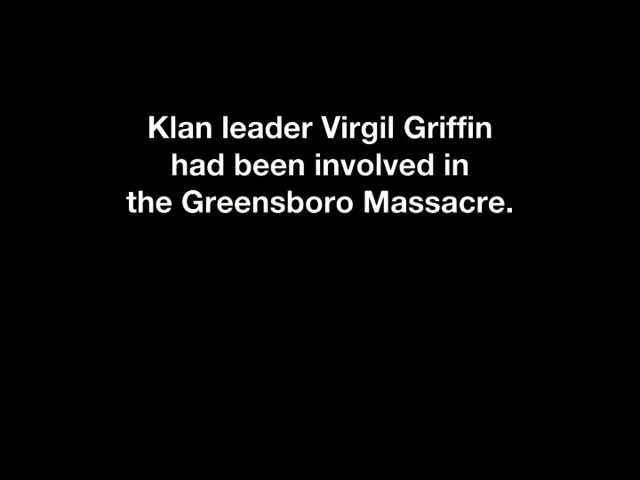 Klan leader Virgil Griffin
had been involved in
the Greensboro Massacre.